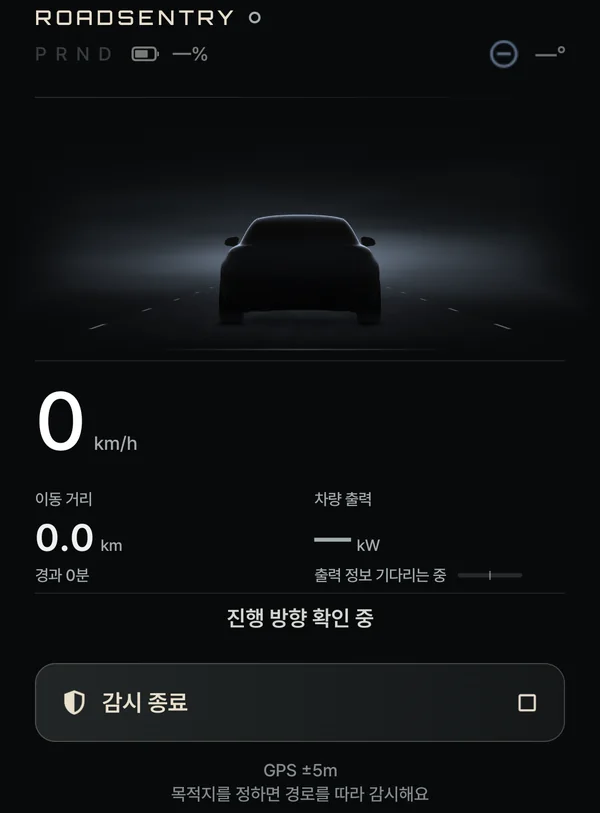 ROADSENTRY
P R N D —% —°
0 km/h
이동 거리 차량 출력
0.0 km — kW
경과 0분 출력 정보 기다리는 중
진행 방향 확인 중
감시 종료
GPS ±5m
목적지를 정하면 경로를 따라 감시해요